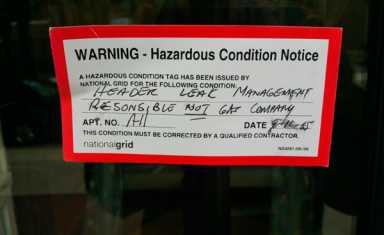 WARNING - Hazardous Condition Notice
A HAZARDOUS CONDITION TAG HAS BEEN ISSUED BY
NATIONAL GRID FOR THE FOLLOWING CONDITION:
HEADER LEAK MANAGEMENT
RESONSIBLE NOT GAS COMPANY
APT. NO. All DATE
THIS CONDITION MUST BE CORRECTED BY A QUALIFIED CONTRACTOR.
nationalgrid